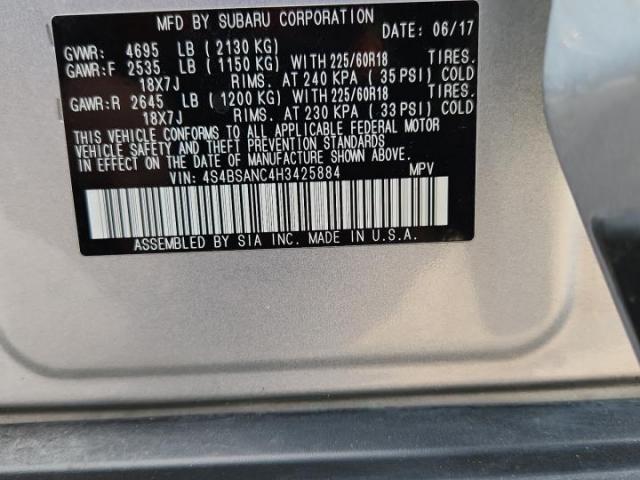 MFD BY SUBARU CORPORATION DATE: 06/17
GVWR: 4695 LB ( 2130 KG)
GAWR:F 2535 LB ( 1150 KG) WITH 225/60R18 TIRES.
18X7J RIMS. AT 240 KPA ( 35 PSI) COLD
GAWR:R 2645 LB ( 1200 KG) WITH 225/60R18 TIRES.
18X7J RIMS. AT 230 KPA ( 33 PSI) COLD
THIS VEHICLE CONFORMS TO ALL APPLICABLE FEDERAL MOTOR
VEHICLE SAFETY AND THEFT PREVENTION STANDARDS IN
EFFECT ON THE DATE OF MANUFACTURE SHOWN ABOVE.
VIN: 4S4BSANC4H3425884 MPV
ASSEMBLED BY SIA INC. MADE IN U.S.A.